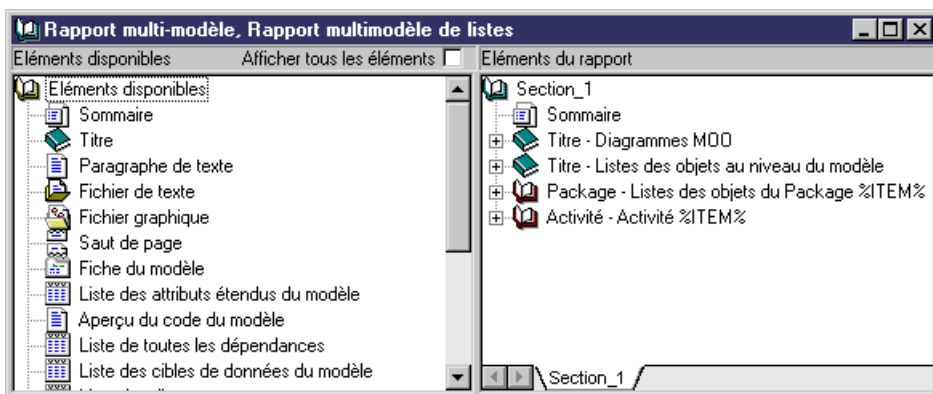 Rapport multi-modèle, Rapport multimodèle de listes
Eléments disponibles Afficher tous les éléments
Eléments du rapport
Eléments disponibles
Sommaire
Titre
Paragraphe de texte
Fichier de texte
Fichier graphique
Saut de page
Fiche du modèle
Liste des attributs étendus du modèle
Aperçu du code du modèle
Liste de toutes les dépendances
Liste des cibles de données du modèle
Section_1
Sommaire
Titre - Diagrammes MOO
Titre - Listes des objets au niveau du modèle
Package - Listes des objets du Package %ITEM%
Activité - Activité %ITEM%
Section_1